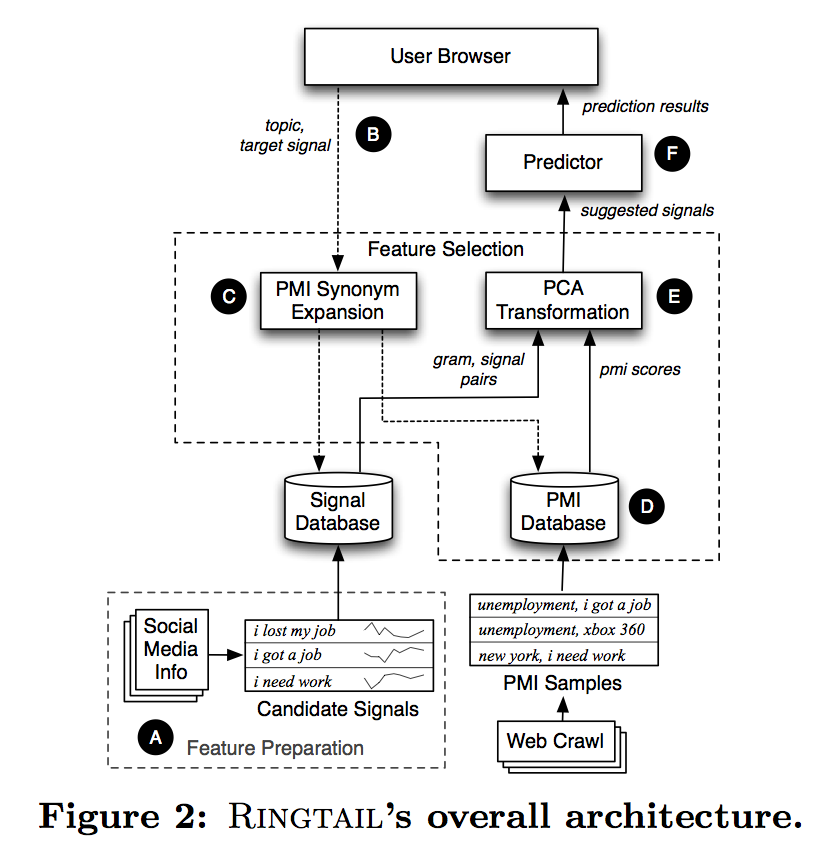 User Browser
topic,
target signal
B
prediction results
Predictor
F
suggested signals
Feature Selection
C
PMI Synonym
Expansion
PCA
Transformation
E
gram, signal
pairs
pmi scores
Signal
Database
PMI
Database
D
Social
Media
Info
i lost my job
i got a job
i need work
Candidate Signals
A
Feature Preparation
unemployment, i got a job
unemployment, xbox 360
new york, i need work
PMI Samples
Web Crawl
Figure 2: RINGTAIL's overall architecture.